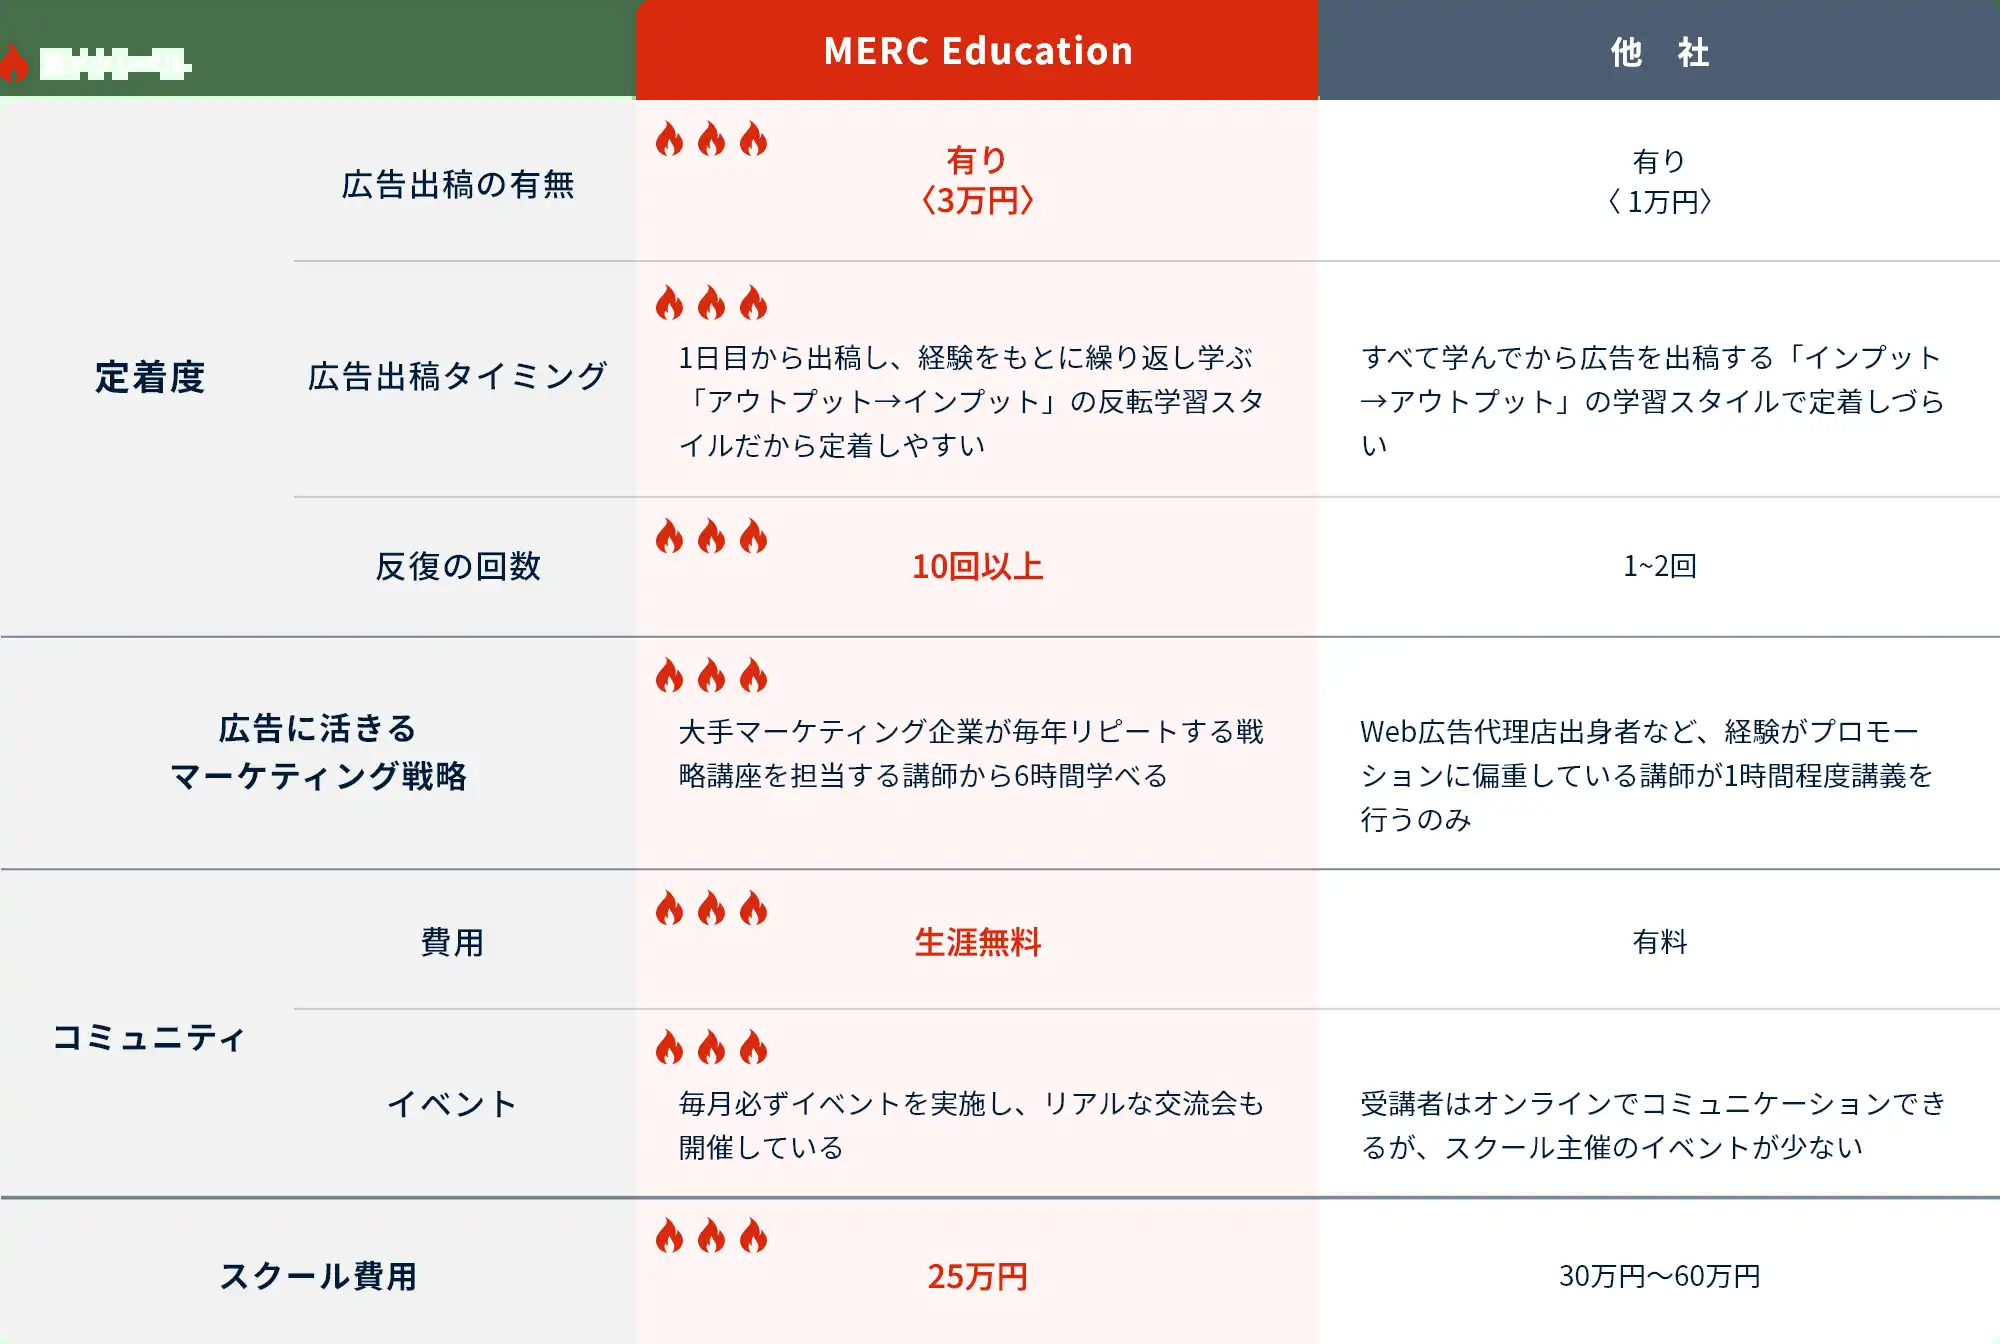 MERC Education
他 社
定着度
広告出稿の有無
有り
〈3万円〉
有り
〈 1万円〉
広告出稿タイミング
1日目から出稿し、経験をもとに繰り返し学ぶ
「アウトプット→インプット」の反転学習スタ
イルだから定着しやすい
すべて学んでから広告を出稿する「インプット
→アウトプット」の学習スタイルで定着しづら
い
反復の回数
10回以上
1~2回
広告に活きる
マーケティング戦略
大手マーケティング企業が毎年リピートする戦
略講座を担当する講師から6時間学べる
Web広告代理店出身者など、経験がプロモー
ションに偏重している講師が1時間程度講義を
行うのみ
コミュニティ
費用
生涯無料
有料
イベント
毎月必ずイベントを実施し、リアルな交流会も
開催している
受講者はオンラインでコミュニケーションでき
るが、スクール主催のイベントが少ない
スクール費用
25万円
30万円〜60万円